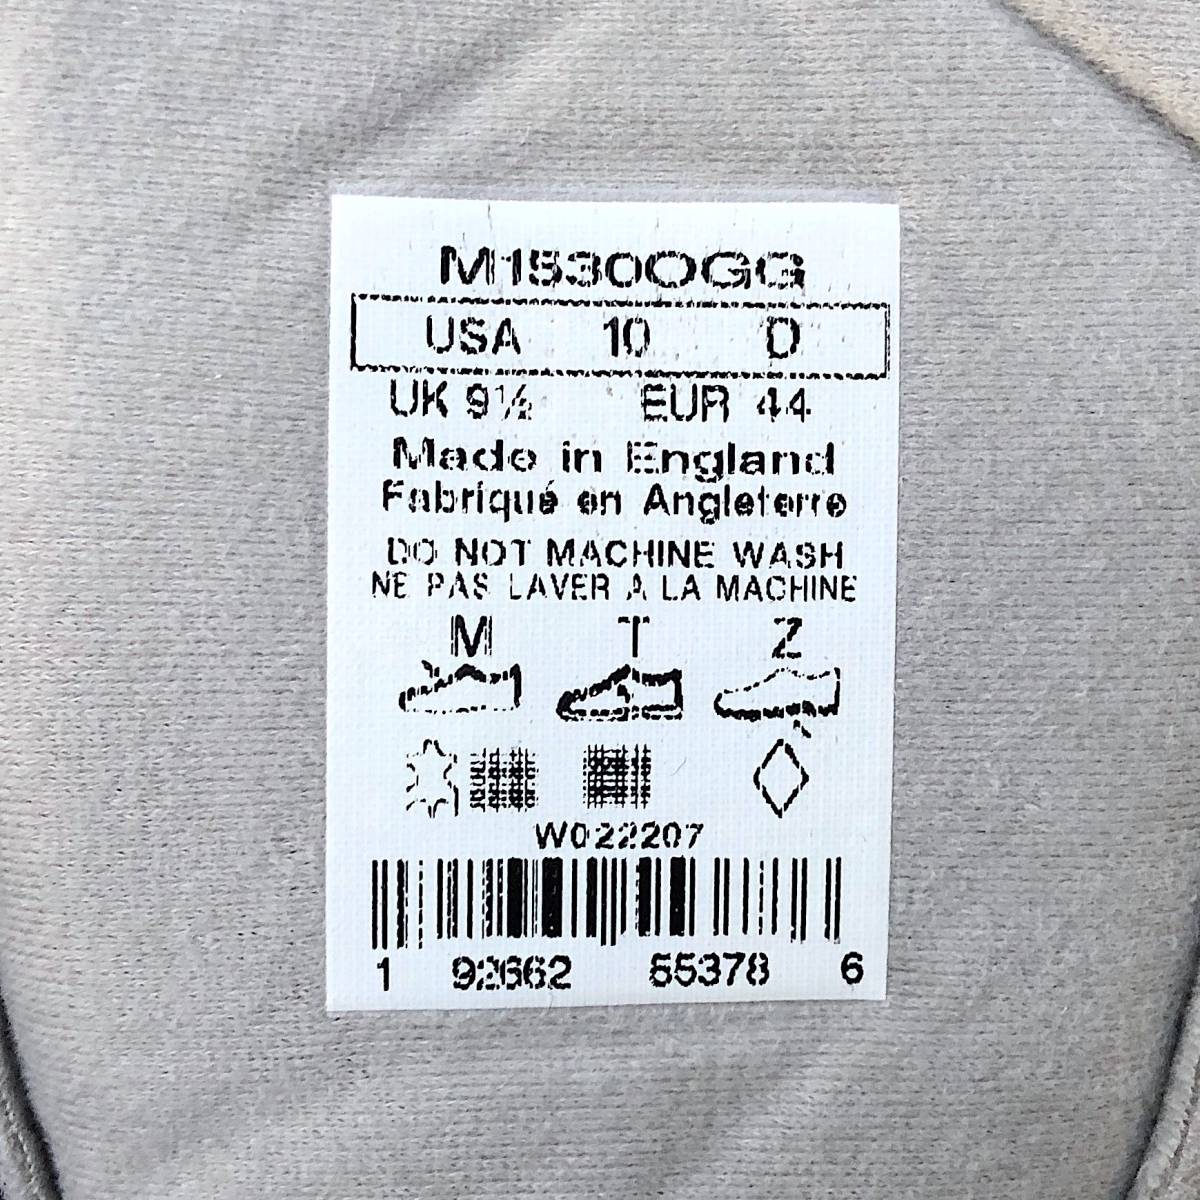 M1530OGG
USA 10 D
UK 9½ EUR 44
Made in England
Fabriqué en Angleterre
DO NOT MACHINE WASH
NE PAS LAVER A LA MACHINE
M T Z
W022207
1 92662 55378 6